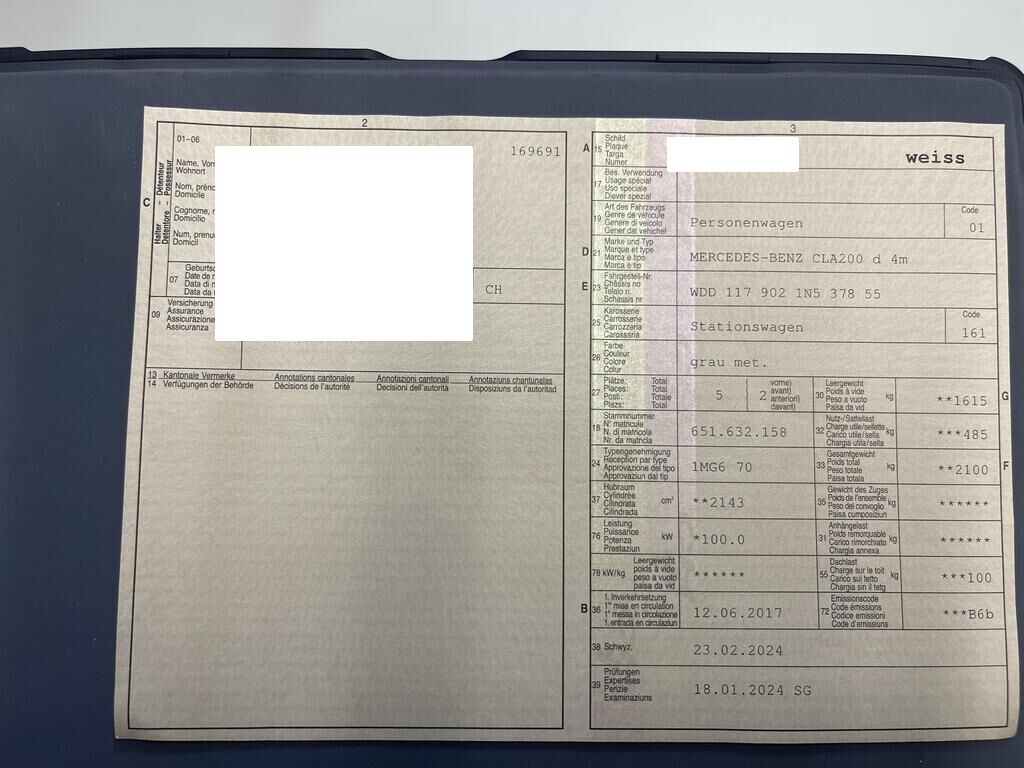 2
01-06
169691
C
Halter – Détenteur
Detentore – Possessur
Name, Vor
Wohnort
Nom, préno
Domicile
Cognome, n
Domicilio
Num, prenu
Domicil
07
Geburtsd
Date de n
Data di n
Data da n
CH
09
Versicherung
Assurance
Assicurazione
Assicuranza
13 Kantonale Vermerke Annotations cantonales Annotazioni cantonali Annotaziuns chantunalas
14 Verfügungen der Behörde Décisions de l'autorité Decisioni dell'autorità Disposiziuns da l'autoritad
3
A 15
Schild
Plaque
Targa
Numer
weiss
17
Bes. Verwendung
Usage spécial
Uso speciale
Diever spezial
19
Art des Fahrzeugs
Genre de véhicule
Genere di veicolo
Gener dal vehichel
Personenwagen
Code
01
D 21
Marke und Typ
Marque et type
Marca e tipo
Marca e tip
MERCEDES-BENZ CLA200 d 4m
E 23
Fahrgestell-Nr.
Châssis no
Telaio n.
Schassis nr.
WDD 117 902 1N5 378 55
25
Karosserie
Carrosserie
Carrozzeria
Carossaria
Stationswagen
Code
161
26
Farbe
Couleur
Colore
Colur
grau met.
27
Plätze: Total
Places: Total
Posti: Totale
Plazs: Total
5
2
vorne)
avant)
anteriori)
davant)
30
Leergewicht
Poids à vide
Peso a vuoto
Paisa da vid
kg
**1615
G
18
Stammnummer
N° matricule
N. di matricola
Nr. da matricla
651.632.158
32
Nutz-/Sattellast
Charge utile/sellette
Carico utile/sella
Chargia utila/sella
kg
***485
24
Typengenehmigung
Réception par type
Approvazione del tipo
Approvaziun dal tip
1MG6 70
33
Gesamtgewicht
Poids total
Peso totale
Paisa totala
kg
**2100
F
37
Hubraum
Cylindrée
Cilindrata
Cilindrada
cm³
**2143
35
Gewicht des Zuges
Poids de l'ensemble
Peso del convoglio
Paisa cumposiziun
kg
******
76
Leistung
Puissance
Potenza
Prestaziun
kW
*100.0
31
Anhängelast
Poids remorquable
Carico rimorchiato
Chargia annexa
kg
******
78 kW/kg
Leergewicht
poids à vide
peso a vuoto
paisa da vid
******
55
Dachlast
Charge sur le toit
Carico sul tetto
Chargia sin il tetg
kg
***100
B 36
1. Inverkehrsetzung
1re mise en circulation
1a messa in circolazione
1. entrada en circulaziun
12.06.2017
72
Emissionscode
Code émissions
Codice emissioni
Code d'emissiuns
***B6b
38 Schwyz,
23.02.2024
39
Prüfungen
Expertises
Perizie
Examinaziuns
18.01.2024 SG